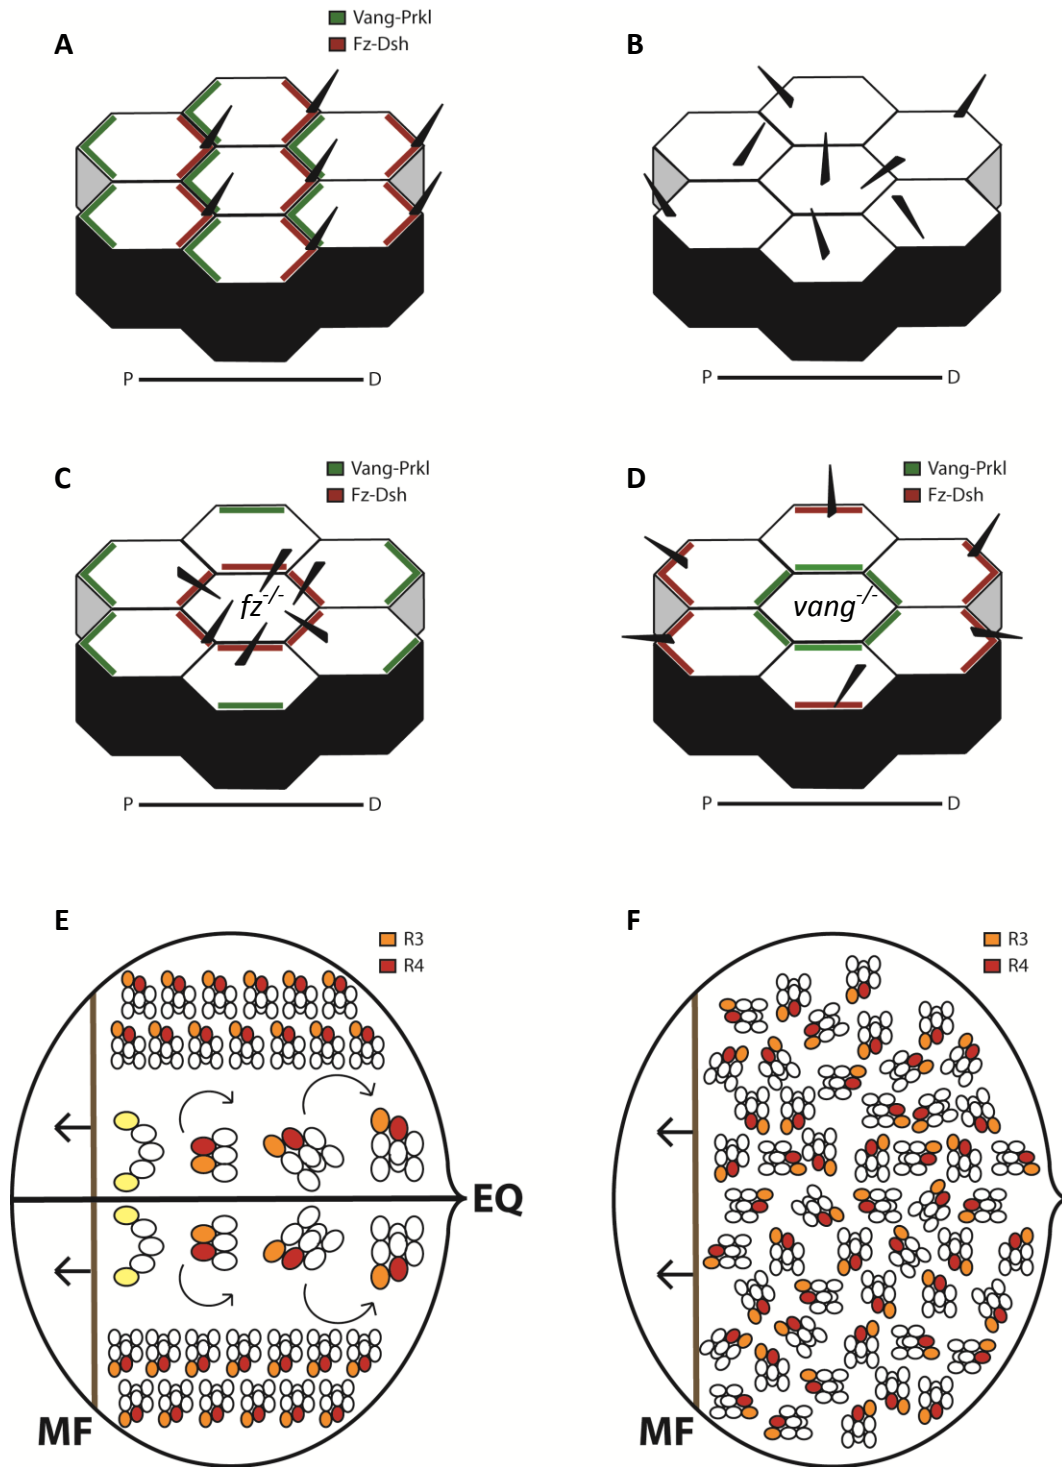 A
Vang-Prkl
Fz-Dsh
P D
B
P D
C
Vang-Prkl
Fz-Dsh
fz-/-
P D
D
Vang-Prkl
Fz-Dsh
vang-/-
P D
E
R3
R4
EQ
MF
F
R3
R4
MF